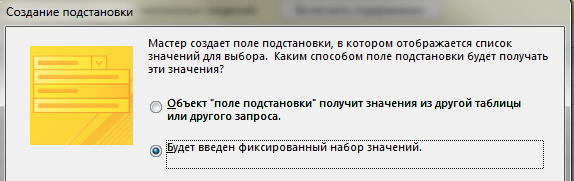 Создание подстановки
Мастер создает поле подстановки, в котором отображается список
значений для выбора. Каким способом поле подстановки будет получать
эти значения?
Объект "поле подстановки" получит значения из другой таблицы
или другого запроса.
Будет введен фиксированный набор значений.